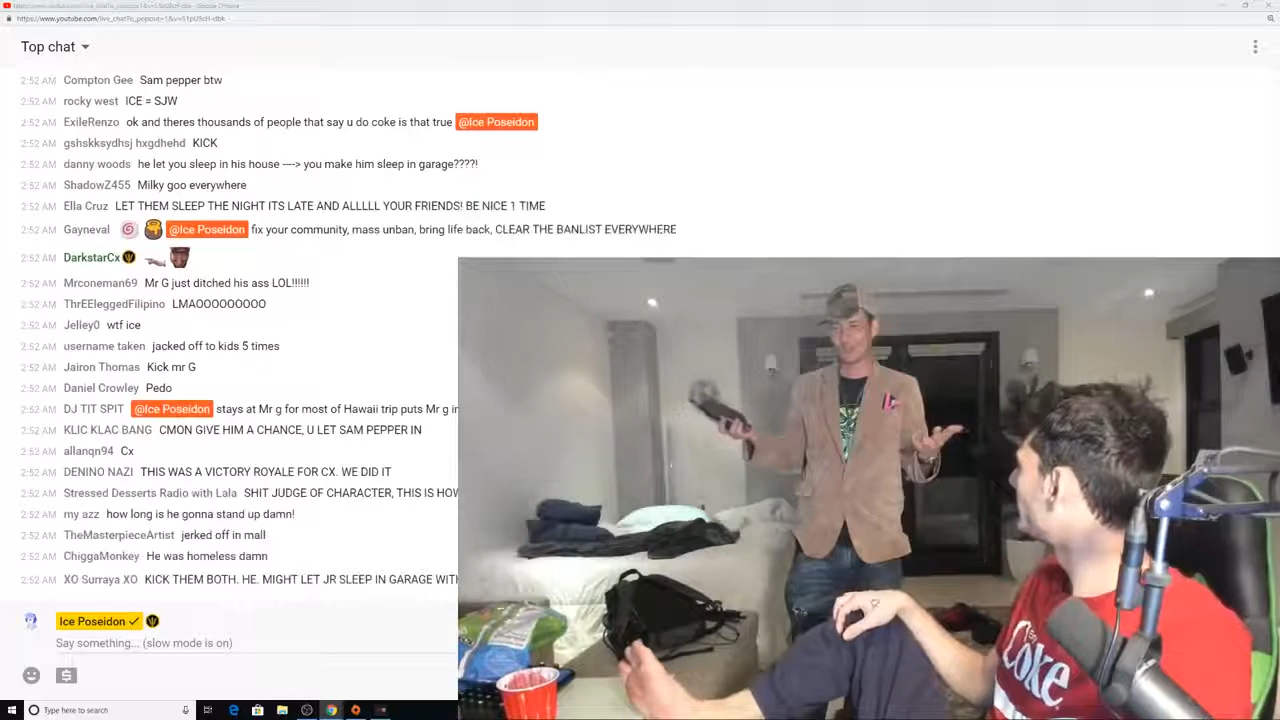 https://www.youtube.com/live_chat?is_popout=1&v=S1pU9cH-dbk
Top chat
2:52 AM Compton Gee Sam pepper btw
2:52 AM rocky west ICE = SJW
2:52 AM ExileRenzo ok and theres thousands of people that say u do coke is that true @Ice Poseidon
2:52 AM gshskksydhsj hxgdhehd KICK
2:52 AM danny woods he let you sleep in his house ----> you make him sleep in garage????!
2:52 AM ShadowZ455 Milky goo everywhere
2:52 AM Ella Cruz LET THEM SLEEP THE NIGHT ITS LATE AND ALLLLL YOUR FRIENDS! BE NICE 1 TIME
2:52 AM Gayneval @Ice Poseidon fix your community, mass unban, bring life back, CLEAR THE BANLIST EVERYWHERE
2:52 AM DarkstarCx
2:52 AM Mrconeman69 Mr G just ditched his ass LOL!!!!!!
2:52 AM ThrEEleggedFilipino LMAOOOOOOOOO
2:52 AM Jelley0 wtf ice
2:52 AM username taken jacked off to kids 5 times
2:52 AM Jairon Thomas Kick mr G
2:52 AM Daniel Crowley Pedo
2:52 AM DJ TIT SPIT @Ice Poseidon stays at Mr g for most of Hawaii trip puts Mr g in
2:52 AM KLIC KLAC BANG CMON GIVE HIM A CHANCE, U LET SAM PEPPER IN
2:52 AM allanqn94 Cx
2:52 AM DENINO NAZI THIS WAS A VICTORY ROYALE FOR CX. WE DID IT
2:52 AM Stressed Desserts Radio with Lala SHIT JUDGE OF CHARACTER, THIS IS HOW
2:52 AM my azz how long is he gonna stand up damn!
2:52 AM TheMasterpieceArtist jerked off in mall
2:52 AM ChiggaMonkey He was homeless damn
2:52 AM XO Surraya XO KICK THEM BOTH. HE. MIGHT LET JR SLEEP IN GARAGE WITH
Ice Poseidon
Say something... (slow mode is on)
Type here to search
Coke